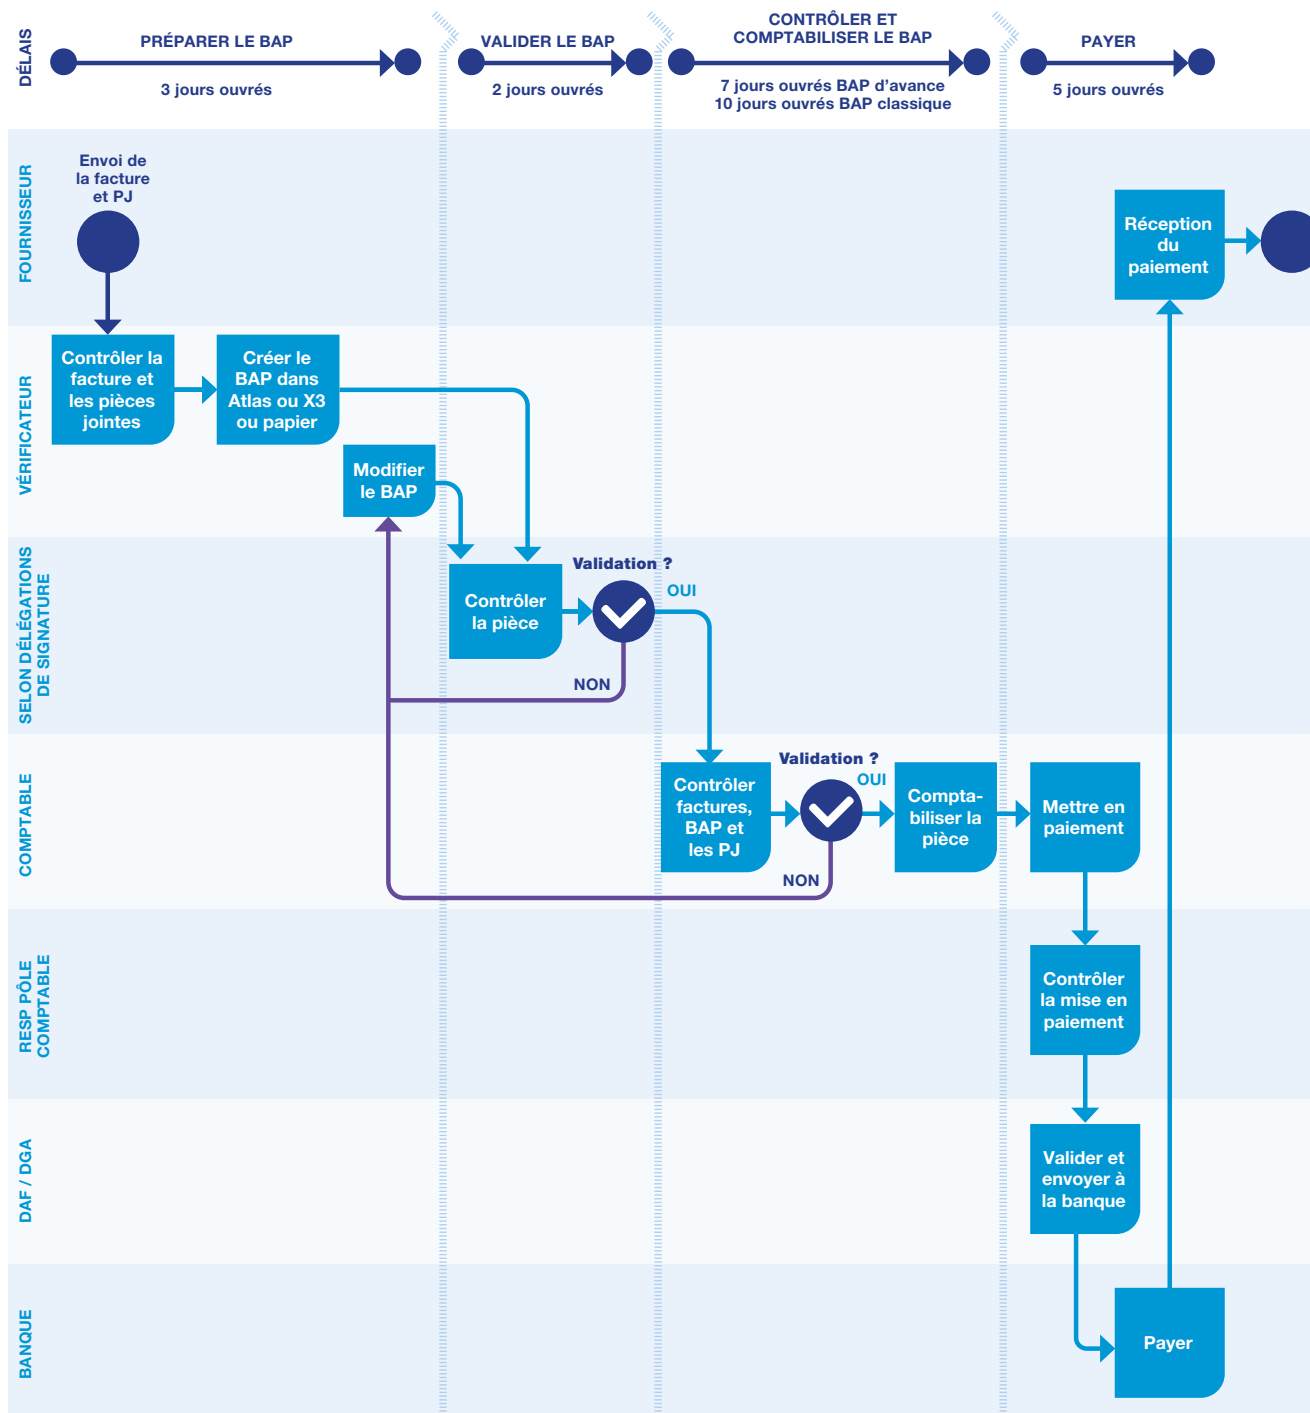 DÉLAIS
PRÉPARER LE BAP
3 jours ouvrés
VALIDER LE BAP
2 jours ouvrés
CONTRÔLER ET
COMPTABILISER LE BAP
7 jours ouvrés BAP d'avance
10 jours ouvrés BAP classique
PAYER
5 jours ouvrés
FOURNISSEUR
Envoi de
la facture
et PJ
Réception
du
paiement
VÉRIFICATEUR
Contrôler la
facture et
les pièces
jointes
Créer le
BAP dans
Atlas ou X3
ou papier
Modifier
le BAP
SELON DÉLÉGATIONS
DE SIGNATURE
Contrôler
la pièce
Validation ?
OUI
NON
COMPTABLE
Contrôler
factures,
BAP et
les PJ
Validation ?
OUI
NON
Compta-
biliser la
pièce
Mettre en
paiement
RESP PÔLE
COMPTABLE
Contrôler
la mise en
paiement
DAF / DGA
Valider et
envoyer à
la banque
BANQUE
Payer